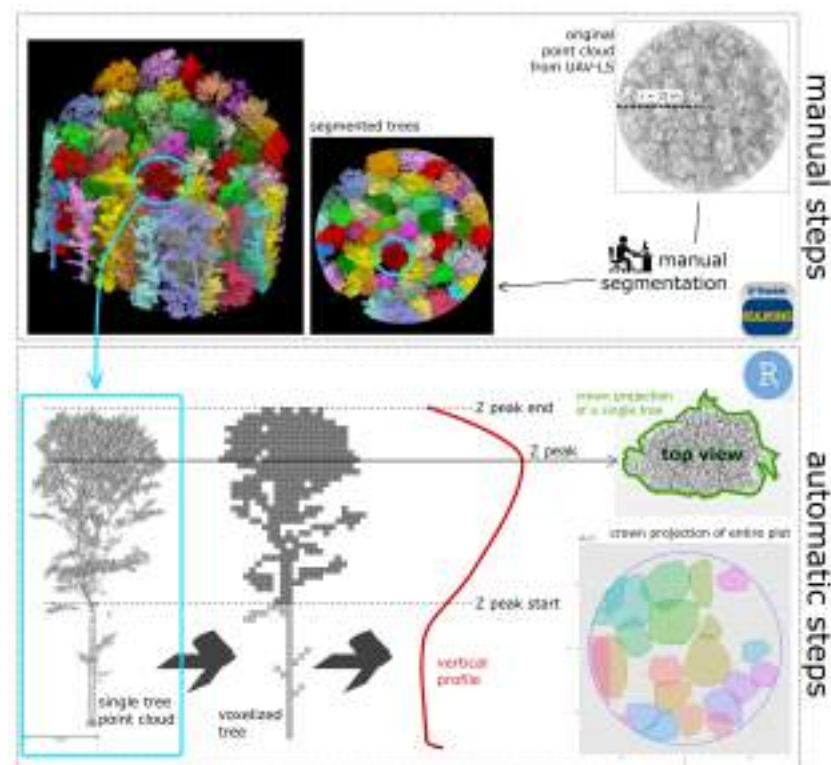 original
point cloud
from UAV-LS
segmented trees
manual
segmentation
manual steps
R
Z peak end
crown projection
of a single tree
Z peak
top view
crown projection of entire plot
Z peak start
vertical
profile
single tree
point cloud
voxelized
tree
automatic steps